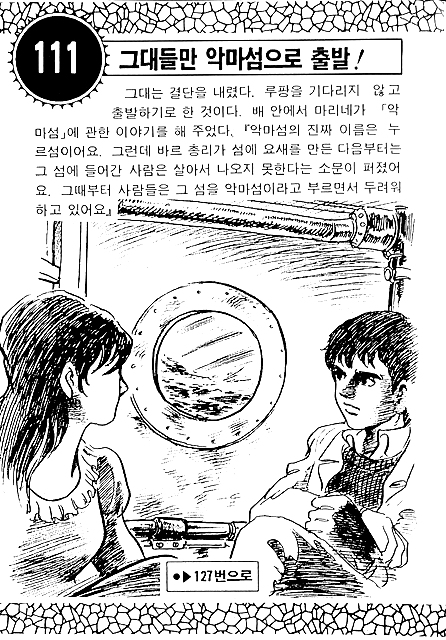 111
그대들만 악마섬으로 출발!
그대는 결단을 내렸다. 루팡을 기다리지 않고
출발하기로 한 것이다. 배 안에서 마리네가 「악
마섬」에 관한 이야기를 해 주었다. 『악마섬의 진짜 이름은 누
르섬이어요. 그런데 바르 총리가 섬에 요새를 만든 다음부터는
그 섬에 들어간 사람은 살아서 나오지 못한다는 소문이 퍼졌어
요. 그때부터 사람들은 그 섬을 악마섬이라고 부르면서 두려워
하고 있어요』
●▶127번으로